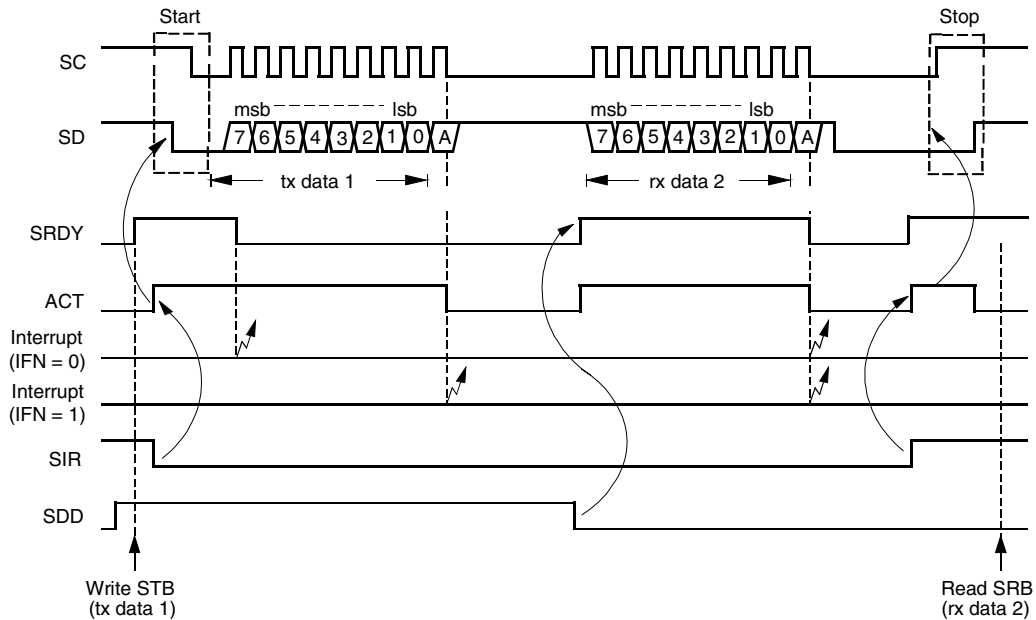 Start
Stop
SC
msb lsb
msb lsb
SD
7 6 5 4 3 2 1 0 A
7 6 5 4 3 2 1 0 A
tx data 1
rx data 2
SRDY
ACT
Interrupt
(IFN = 0)
Interrupt
(IFN = 1)
SIR
SDD
Write STB
(tx data 1)
Read SRB
(rx data 2)